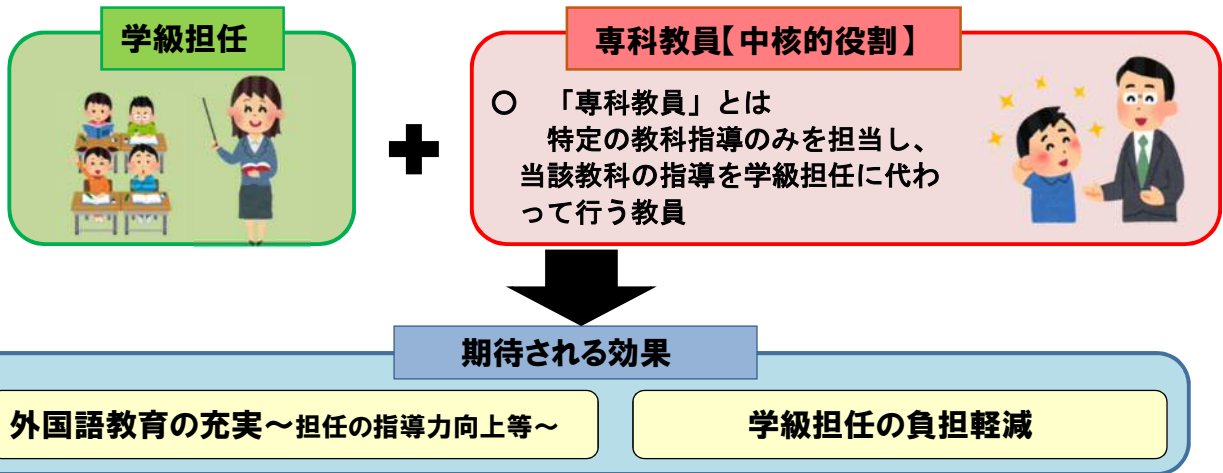 学級担任
専科教員【中核的役割】
○ 「専科教員」とは
特定の教科指導のみを担当し、
当該教科の指導を学級担任に代わ
って行う教員
期待される効果
外国語教育の充実～担任の指導力向上等～
学級担任の負担軽減